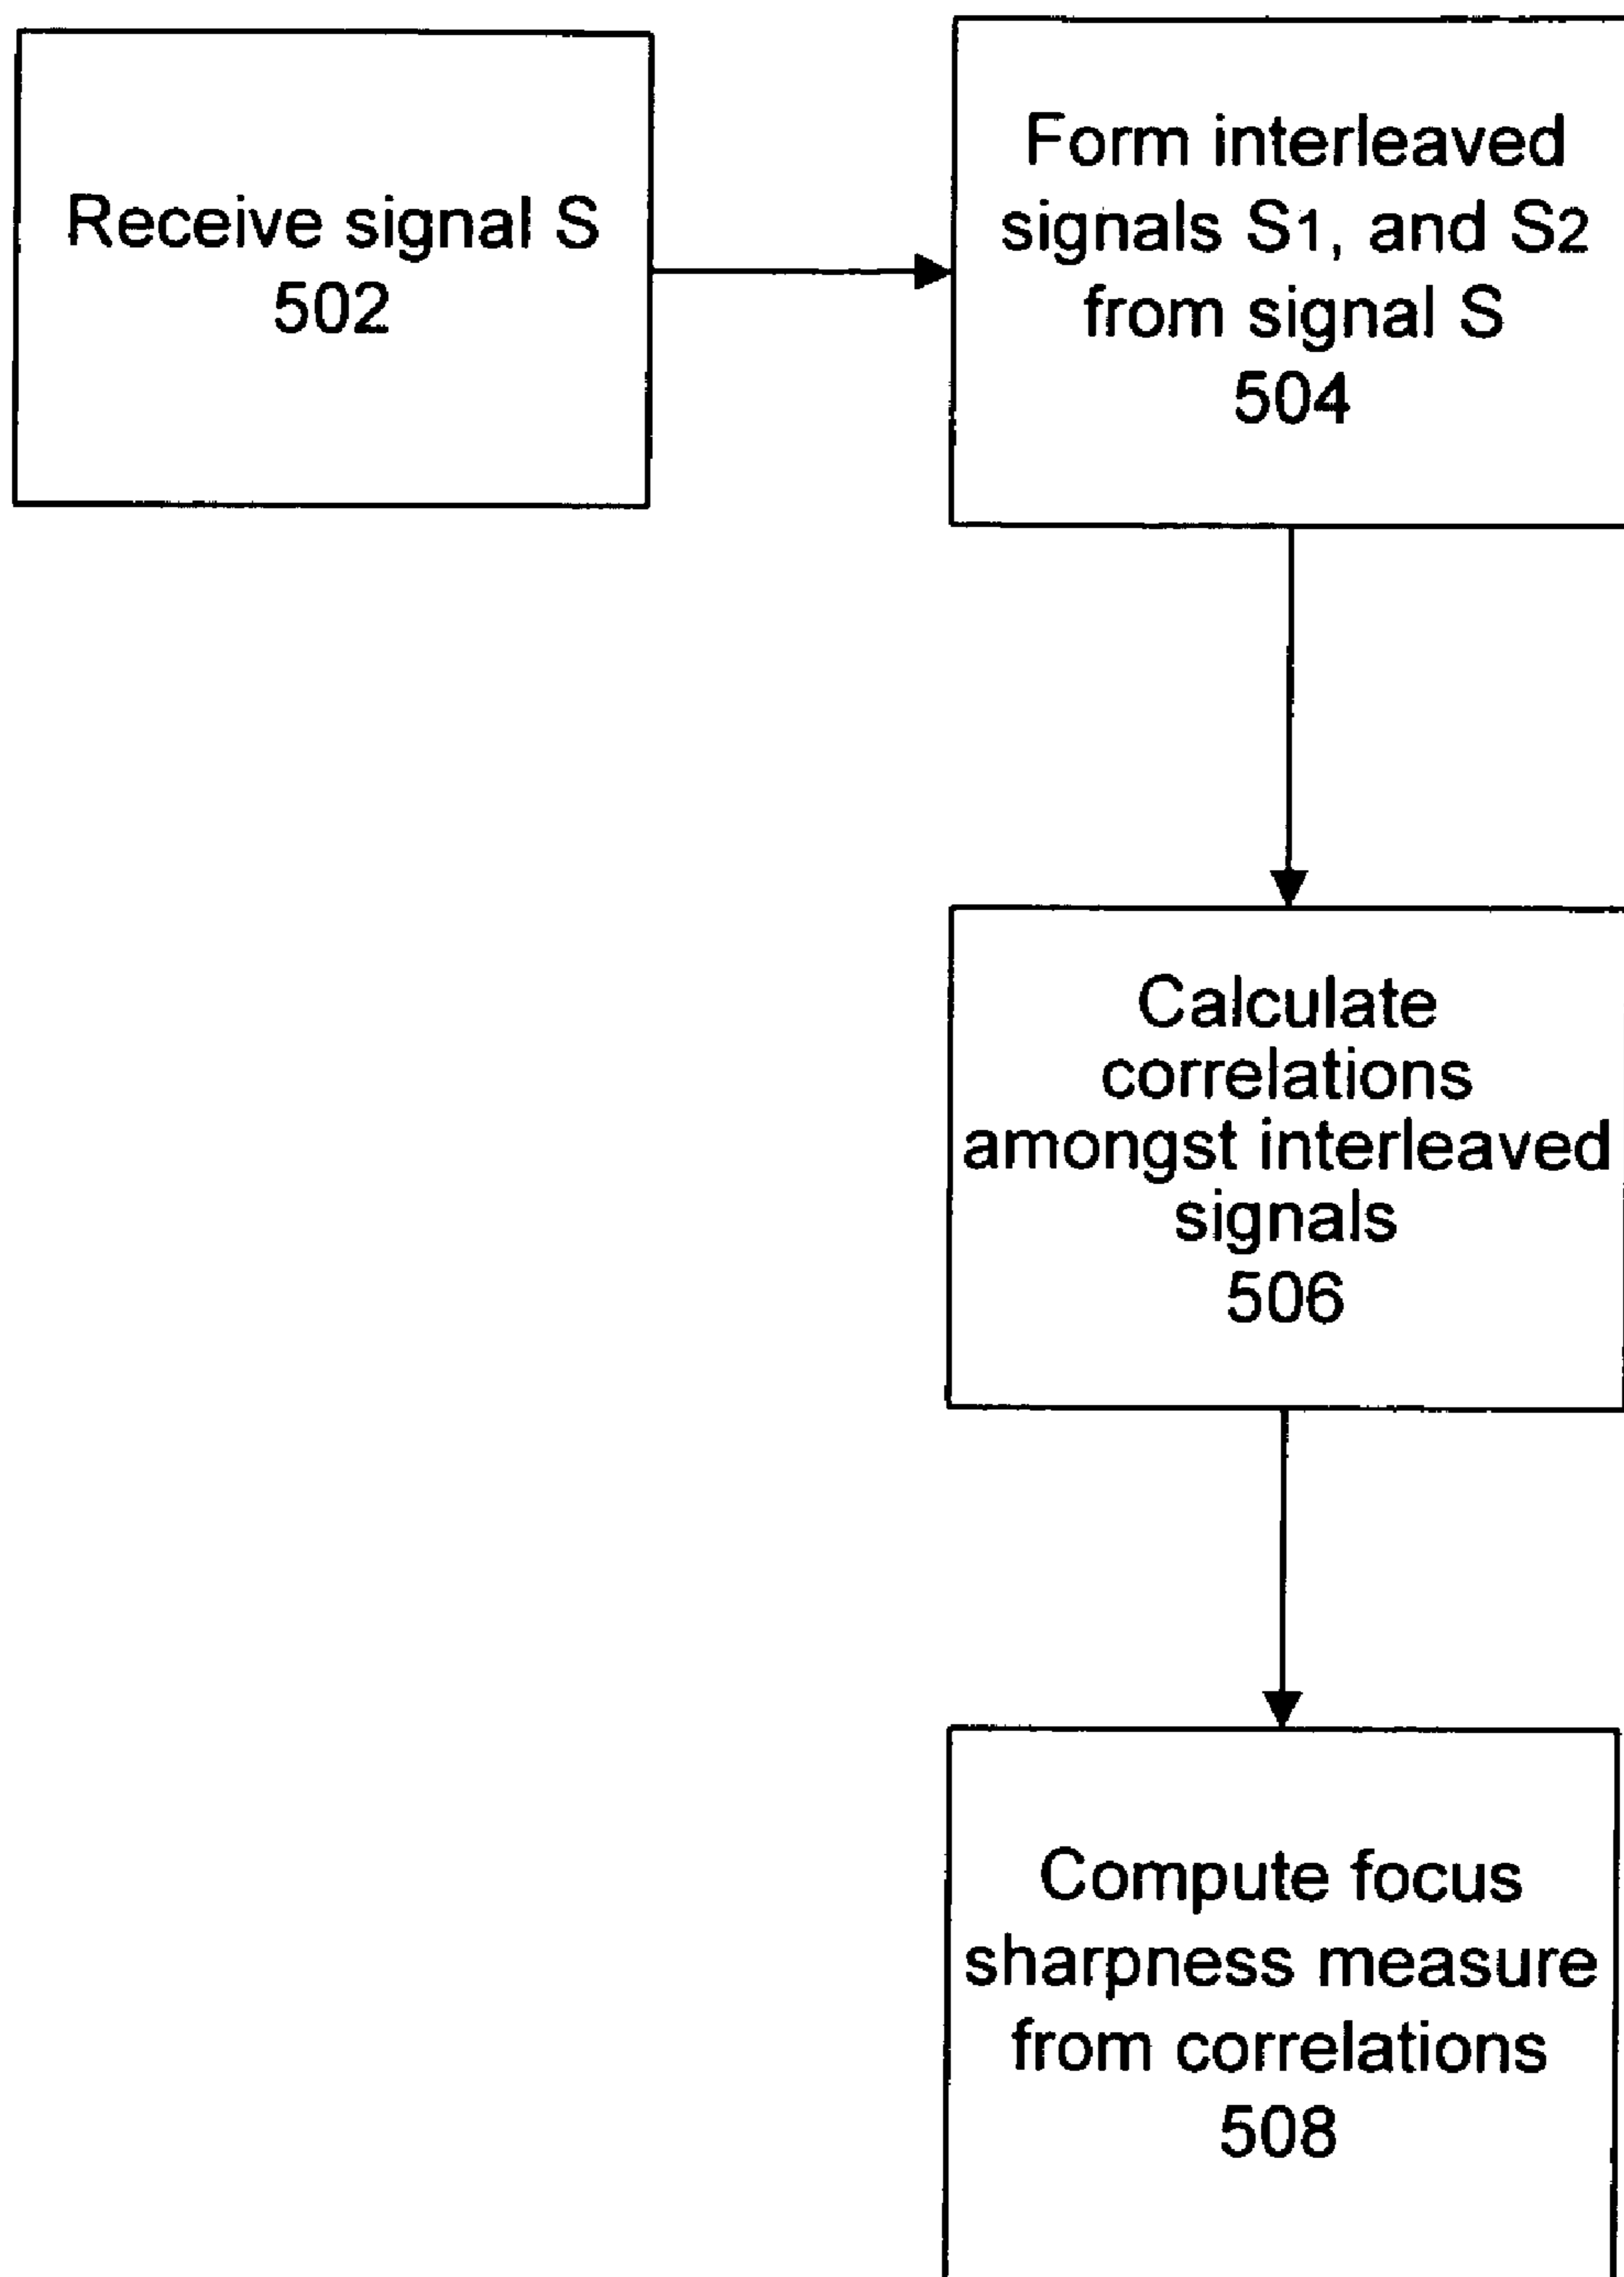 Receive signal S
502
Form interleaved
signals S1, and S2
from signal S
504
Calculate
correlations
amongst interleaved
signals
506
Compute focus
sharpness measure
from correlations
508